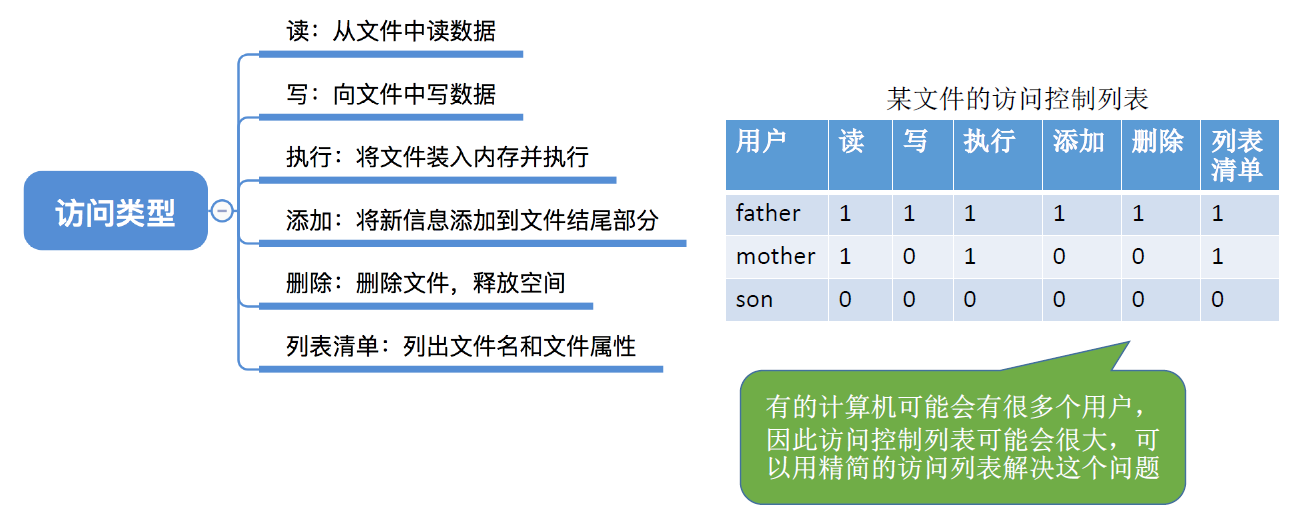 访问类型
读：从文件中读数据
写：向文件中写数据
执行：将文件装入内存并执行
添加：将新信息添加到文件结尾部分
删除：删除文件，释放空间
列表清单：列出文件名和文件属性
某文件的访问控制列表
用户 读 写 执行 添加 删除 列表
清单
father 1 1 1 1 1 1
mother 1 0 1 0 0 1
son 0 0 0 0 0 0
有的计算机可能会有很多个用户，
因此访问控制列表可能会很大，可
以用精简的访问列表解决这个问题